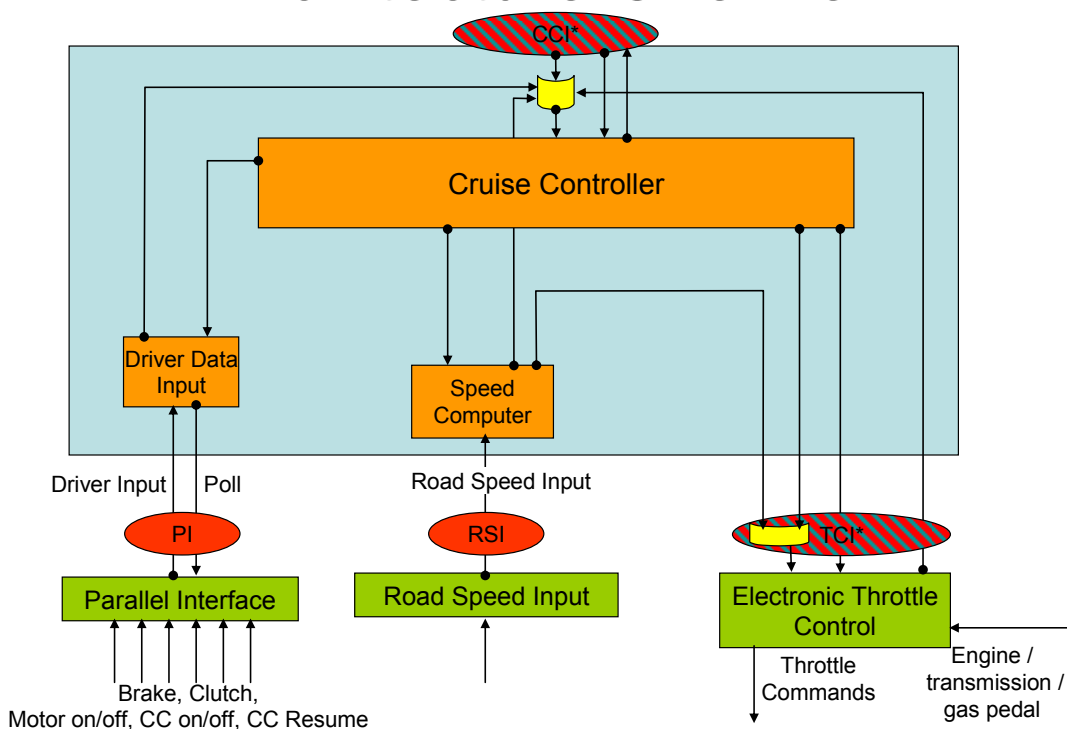 CCI*
Cruise Controller
Driver Data
Input
Speed
Computer
Driver Input
Poll
Road Speed Input
PI
RSI
TCI*
Parallel Interface
Road Speed Input
Electronic Throttle
Control
Brake, Clutch,
Motor on/off, CC on/off, CC Resume
Throttle
Commands
Engine /
transmission /
gas pedal